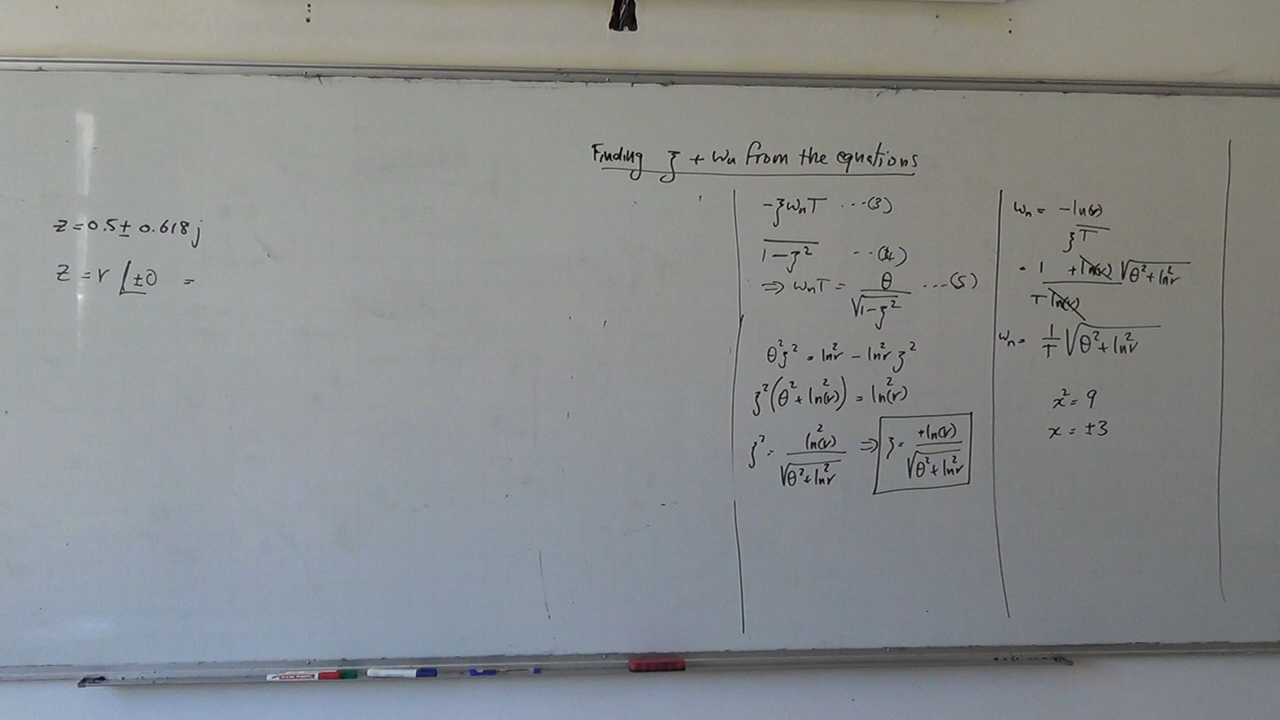 Finding ζ + ωn from the equations
z = 0.5 ± 0.618j
z = r∠±θ =
-ζωnT ---(3)
√1-ζ² ---(4)
⇒ ωnT = θ/√(1-ζ²) ---(5)
θ²ζ² = ln²r - ln²r ζ²
ζ²(θ² + ln²(r)) = ln²(r)
ζ² = ln²(r)/√(θ² + ln²r) ⇒ ζ = +ln(r)/√(θ² + ln²r)
ωn = -ln(r)/ζT
= 1/T +ln(r)/ln(r) √(θ² + ln²r)
ωn = 1/T √(θ² + ln²r)
x² = 9
x = ±3